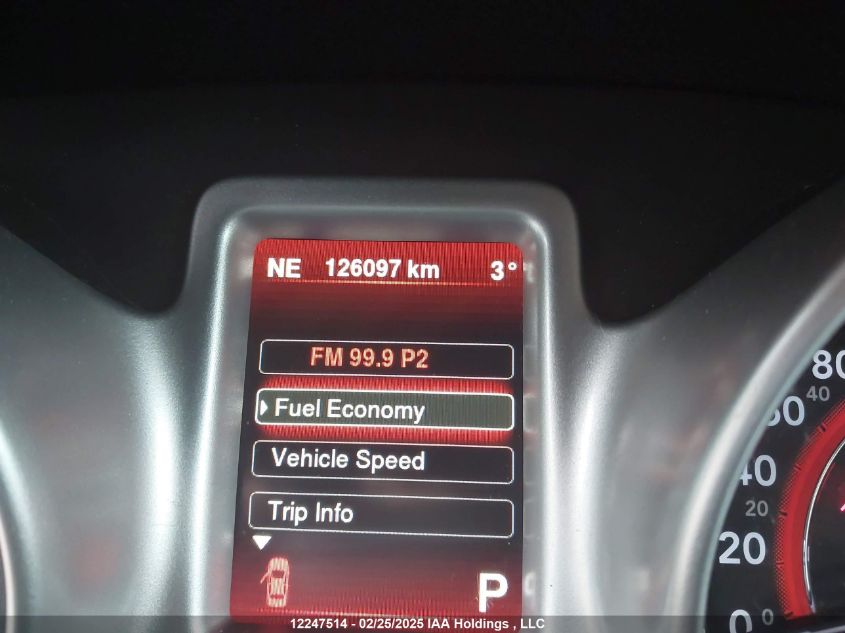 NE 126097 km 3°
FM 99.9 P2
Fuel Economy
Vehicle Speed
Trip Info
P
80
60
40
40
20
20
0
0
12247514 - 02/25/2025 IAA Holdings , LLC